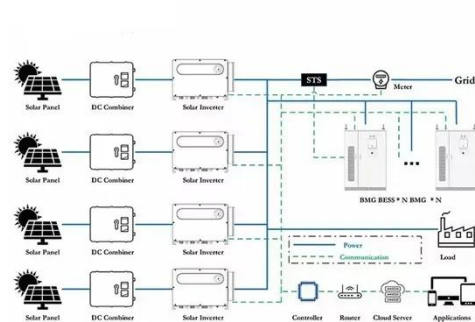 STS
Meter
Grid
Solar Panel
DC Combiner
Solar Inverter
Solar Panel
DC Combiner
Solar Inverter
BMG BESS * N BMG * N
Solar Panel
DC Combiner
Solar Inverter
Power
Communication
Load
Solar Panel
DC Combiner
Solar Inverter
Controller
Router
Cloud Server
Applications